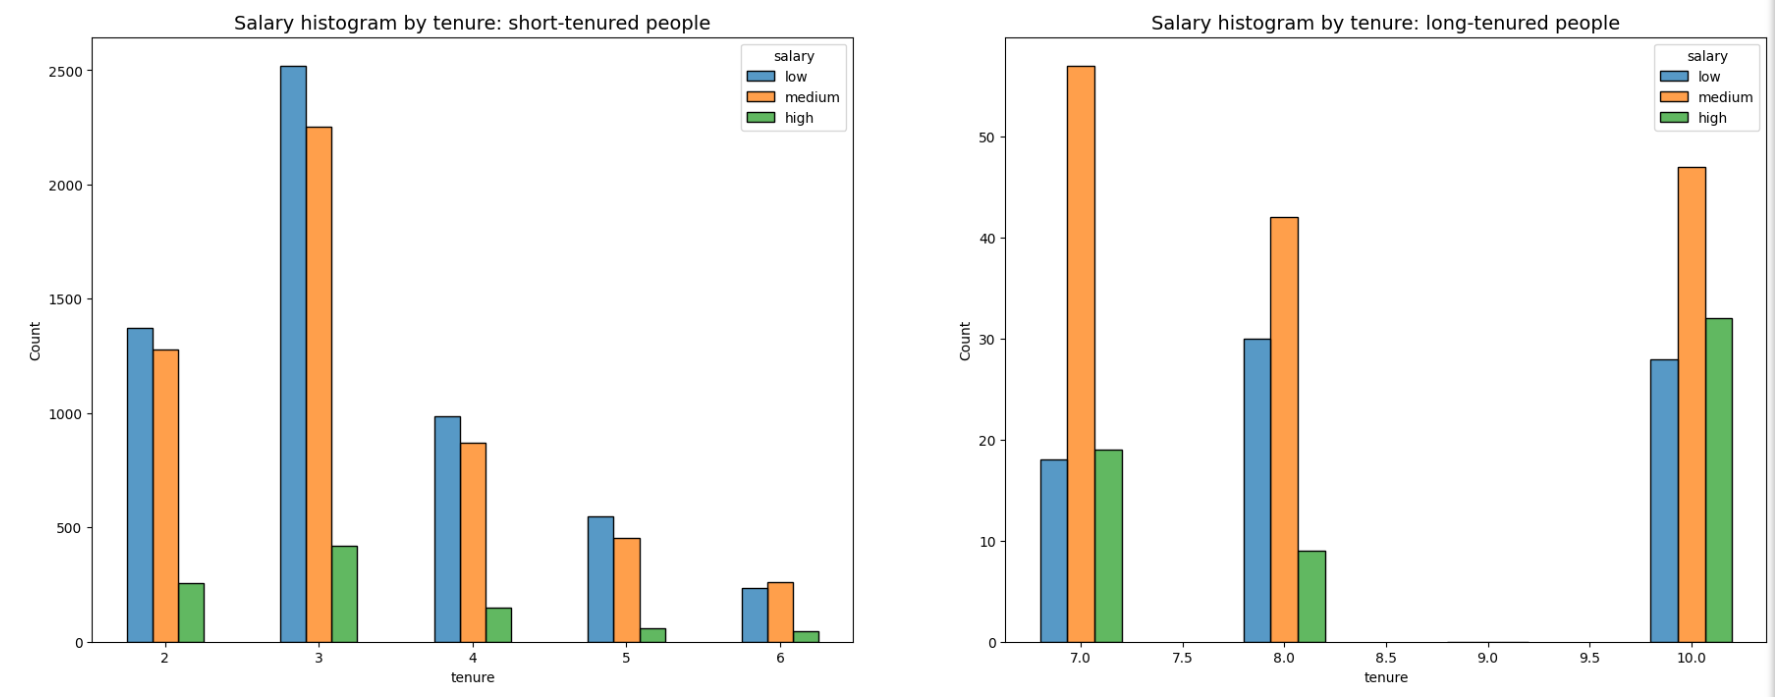 Salary histogram by tenure: short-tenured people
salary
low
medium
high
2500
2000
1500
1000
500
0
Count
2 3 4 5 6
tenure
Salary histogram by tenure: long-tenured people
salary
low
medium
high
50
40
30
20
10
0
Count
7.0 7.5 8.0 8.5 9.0 9.5 10.0
tenure